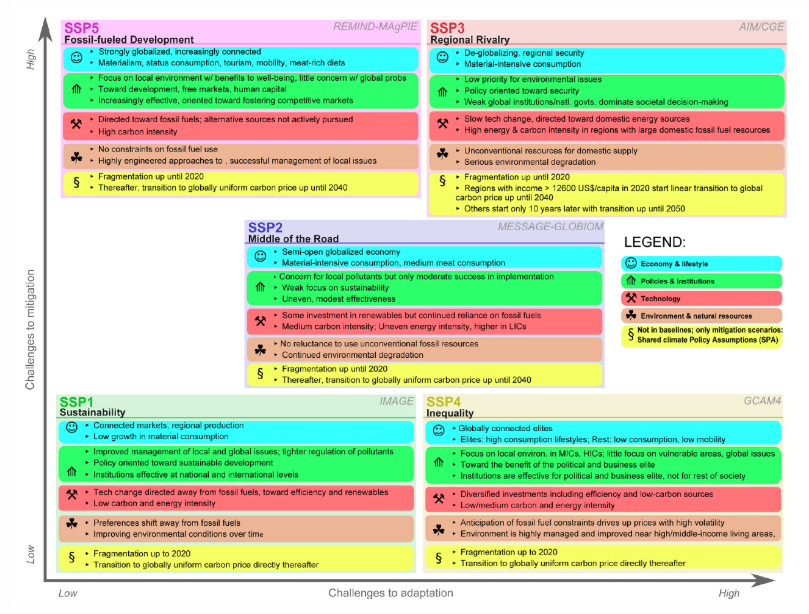 High
SSP5
REMIND-MAgPIE
Fossil-fueled Development
‣ Strongly globalized, increasingly connected
‣ Materialism, status consumption, tourism, mobility, meat-rich diets
‣ Focus on local environment w/ benefits to well-being, little concern w/ global probs
‣ Toward development, free markets, human capital
‣ Increasingly effective, oriented toward fostering competitive markets
‣ Directed toward fossil fuels; alternative sources not actively pursued
‣ High carbon intensity
‣ No constraints on fossil fuel use
‣ Highly engineered approaches to , successful management of local issues
§
‣ Fragmentation up until 2020
‣ Thereafter, transition to globally uniform carbon price up until 2040
SSP3
AIM/CGE
Regional Rivalry
‣ De-globalizing, regional security
‣ Material-intensive consumption
‣ Low priority for environmental issues
‣ Policy oriented toward security
‣ Weak global institutions/natl. govts. dominate societal decision-making
‣ Slow tech change, directed toward domestic energy sources
‣ High energy & carbon intensity in regions with large domestic fossil fuel resources
‣ Unconventional resources for domestic supply
‣ Serious environmental degradation
§
‣ Fragmentation up until 2020
‣ Regions with income > 12600 US$/capita in 2020 start linear transition to global
carbon price up until 2040
‣ Others start only 10 years later with transition up until 2050
SSP2
MESSAGE-GLOBIOM
Middle of the Road
‣ Semi-open globalized economy
‣ Material-intensive consumption, medium meat consumption
‣ Concern for local pollutants but only moderate success in implementation
‣ Weak focus on sustainability
‣ Uneven, modest effectiveness
‣ Some investment in renewables but continued reliance on fossil fuels
‣ Medium carbon intensity; Uneven energy intensity, higher in LICs
‣ No reluctance to use unconventional fossil resources
‣ Continued environmental degradation
§
‣ Fragmentation up until 2020
‣ Thereafter, transition to globally uniform carbon price up until 2040
LEGEND:
Economy & lifestyle
Policies & Institutions
Technology
Environment & natural resources
§
Not in baselines; only mitigation scenarios:
Shared climate Policy Assumptions (SPA)
Challenges to mitigation
SSP1
IMAGE
Sustainability
‣ Connected markets, regional production
‣ Low growth in material consumption
‣ Improved management of local and global issues; tighter regulation of pollutants
‣ Policy oriented toward sustainable development
‣ Institutions effective at national and international levels
‣ Tech change directed away from fossil fuels, toward efficiency and renewables
‣ Low carbon and energy intensity
‣ Preferences shift away from fossil fuels
‣ Improving environmental conditions over time
§
‣ Fragmentation up to 2020
‣ Transition to globally uniform carbon price directly thereafter
SSP4
GCAM4
Inequality
‣ Globally connected elites
‣ Elites: high consumption lifestyles; Rest: low consumption, low mobility
‣ Focus on local environ. in MICs, HICs; little focus on vulnerable areas, global issues
‣ Toward the benefit of the political and business elite
‣ Institutions are effective for political and business elite, not for rest of society
‣ Diversified investments including efficiency and low-carbon sources
‣ Low/medium carbon and energy intensity
‣ Anticipation of fossil fuel constraints drives up prices with high volatility
‣ Environment is highly managed and improved near high/middle-income living areas,
§
‣ Fragmentation up to 2020
‣ Transition to globally uniform carbon price directly thereafter
Low
Low
Challenges to adaptation
High